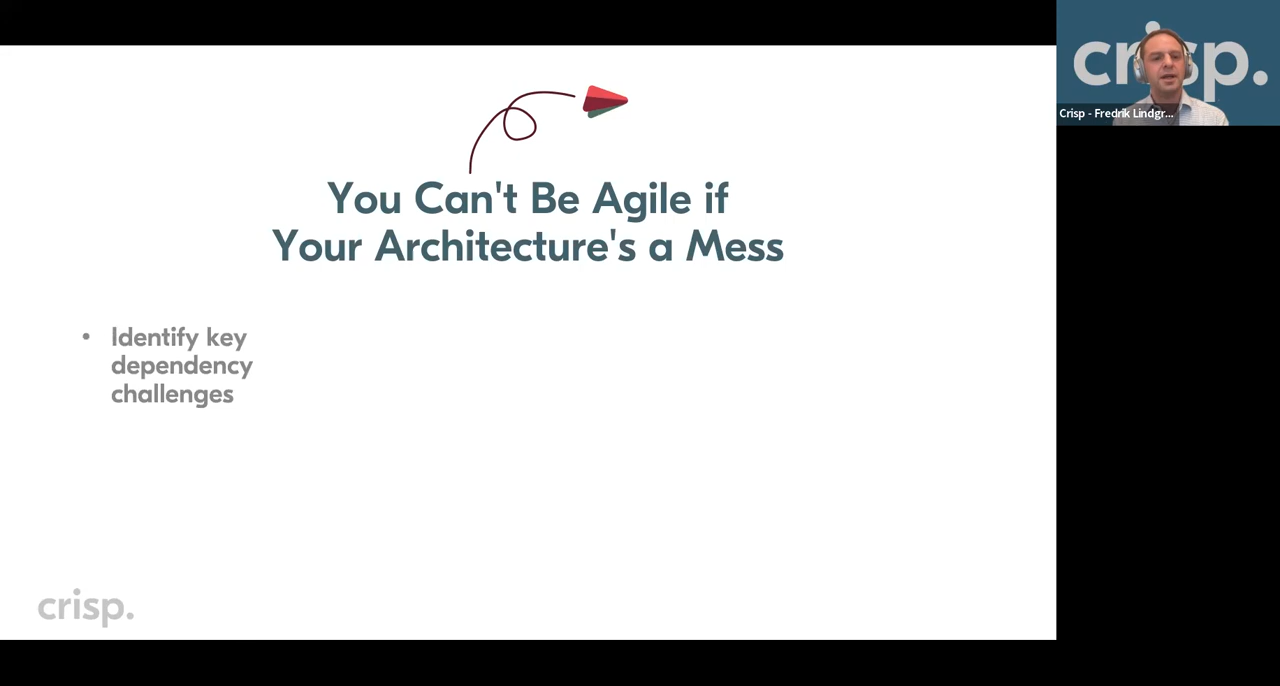 You Can't Be Agile if
Your Architecture's a Mess
• Identify key
dependency
challenges
crisp.
crisp.
Crisp - Fredrik Lindgr...